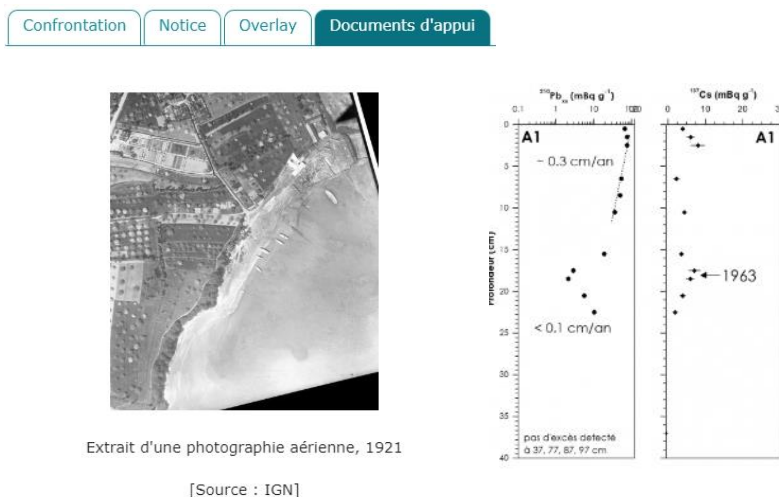 Confrontation
Notice
Overlay
Documents d'appui
²¹⁰Pbxs (mBq g⁻¹)
¹³⁷Cs (mBq g⁻¹)
0.1 1 10
0 10 20
0
5
10
15
20
25
30
35
40
Profondeur (cm)
A1
A1
~ 0.3 cm/an
1963
< 0.1 cm/an
pas d'excès detecté
à 37, 77, 87, 97 cm
Extrait d'une photographie aérienne, 1921
[Source : IGN]